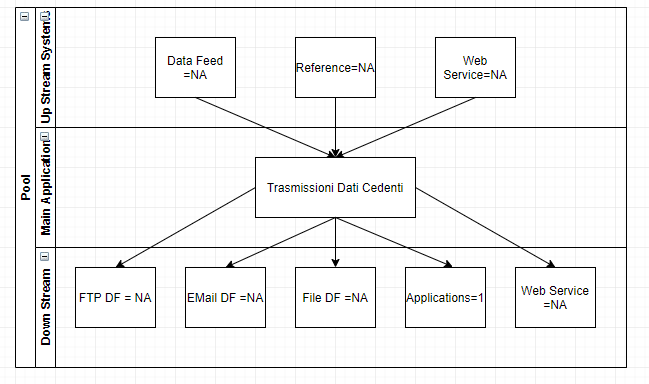 Pool
Up Stream Systems
Data Feed
=NA
Reference=NA
Web
Service=NA
Main Application
Trasmissioni Dati Cedenti
Down Stream
FTP DF = NA
EMail DF =NA
File DF =NA
Applications=1
Web Service
=NA